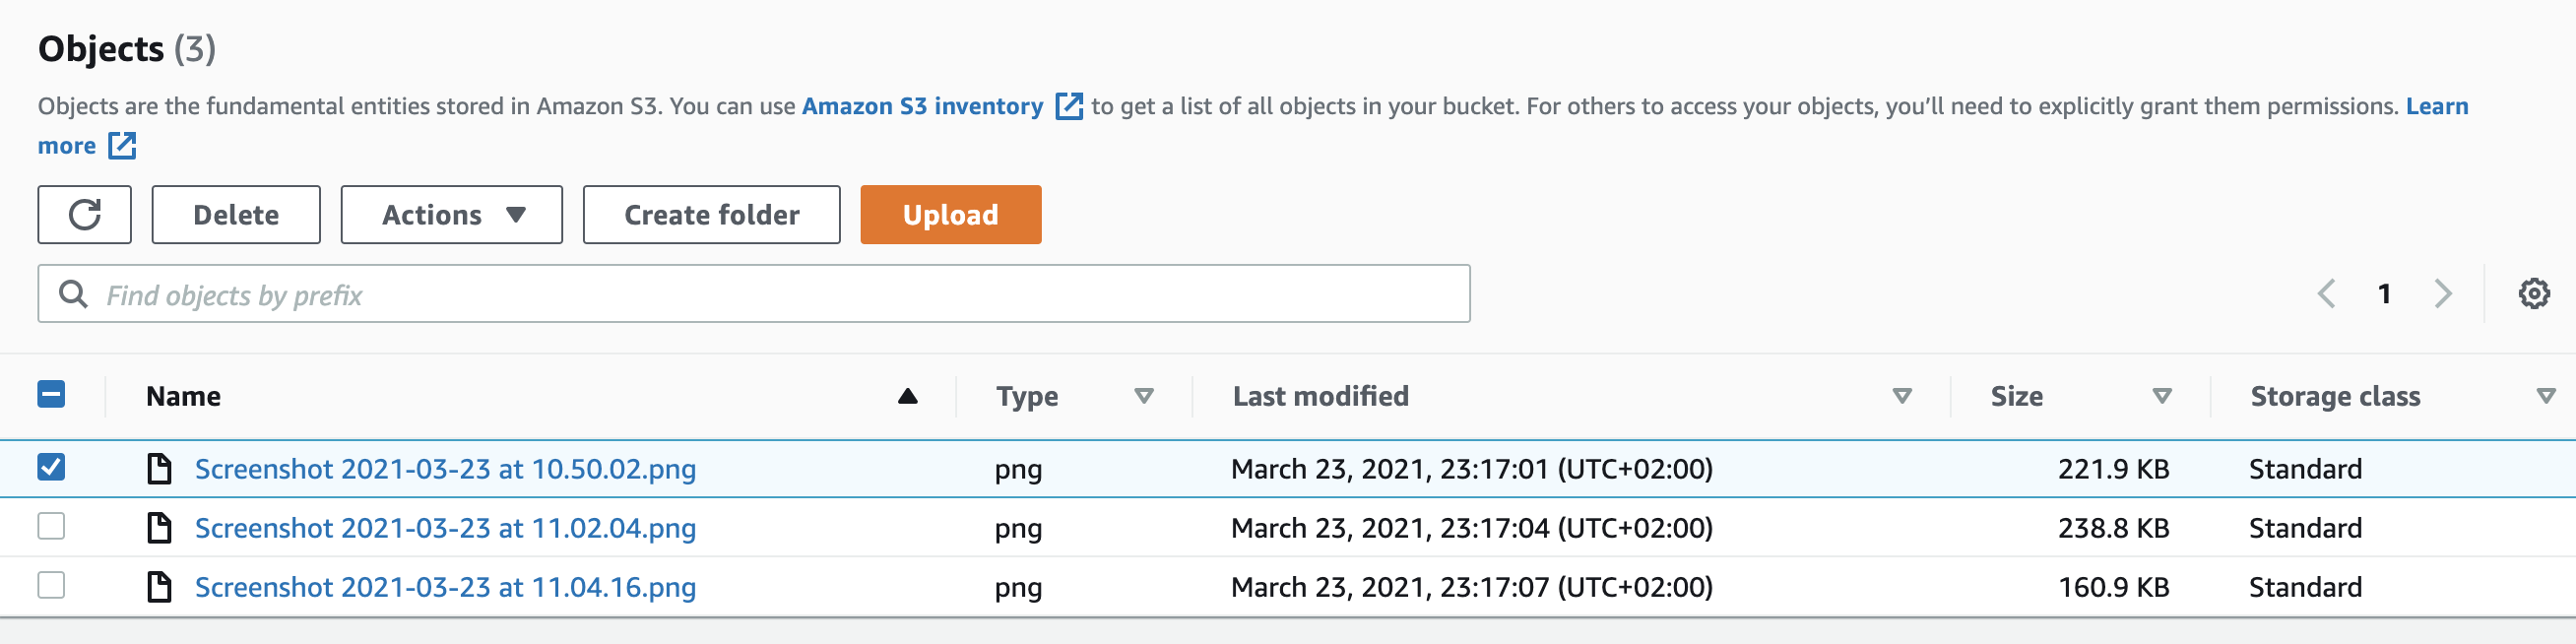 Objects (3)
Objects are the fundamental entities stored in Amazon S3. You can use Amazon S3 inventory to get a list of all objects in your bucket. For others to access your objects, you’ll need to explicitly grant them permissions. Learn
more
Delete Actions Create folder Upload
Find objects by prefix 1
Name Type Last modified Size Storage class
Screenshot 2021-03-23 at 10.50.02.png png March 23, 2021, 23:17:01 (UTC+02:00) 221.9 KB Standard
Screenshot 2021-03-23 at 11.02.04.png png March 23, 2021, 23:17:04 (UTC+02:00) 238.8 KB Standard
Screenshot 2021-03-23 at 11.04.16.png png March 23, 2021, 23:17:07 (UTC+02:00) 160.9 KB Standard